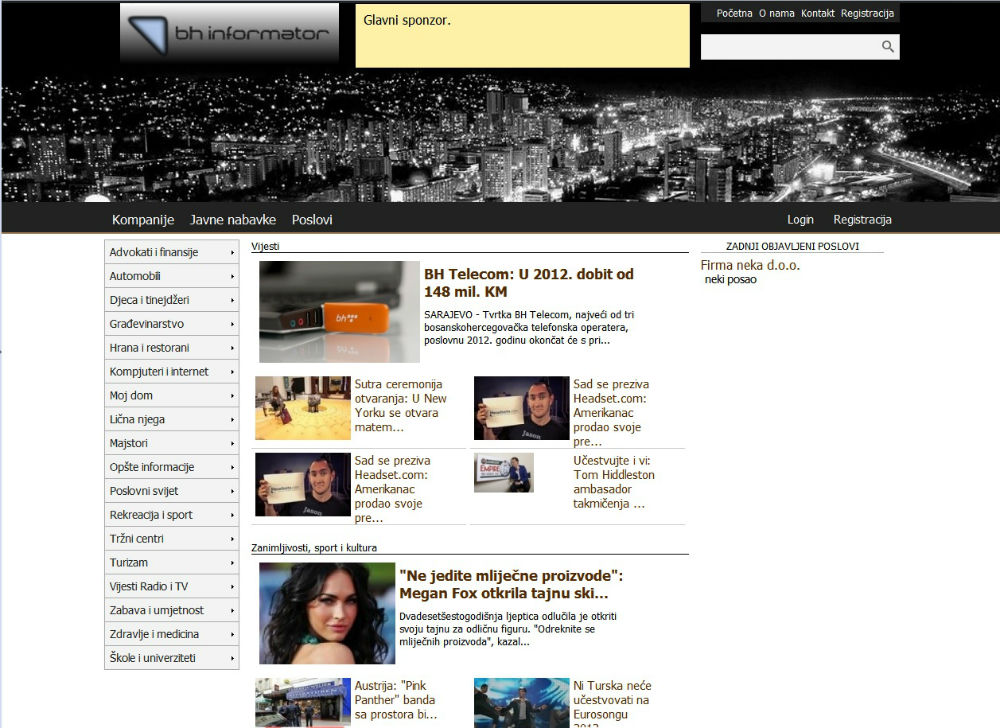 bh informator
Glavni sponzor.
Početna O nama Kontakt Registracija
Kompanije Javne nabavke Poslovi
Login Registracija
Advokati i finansije
Automobili
Djeca i tinejdžeri
Građevinarstvo
Hrana i restorani
Kompjuteri i internet
Moj dom
Lična njega
Majstori
Opšte informacije
Poslovni svijet
Rekreacija i sport
Tržni centri
Turizam
Vijesti Radio i TV
Zabava i umjetnost
Zdravlje i medicina
Škole i univerziteti
Vijesti
bh
BH Telecom: U 2012. dobit od
148 mil. KM
SARAJEVO - Tvrtka BH Telecom, najveći od tri
bosanskohercegovačka telefonska operatera,
poslovnu 2012. godinu okončat će s pri...
Sutra ceremonija
otvaranja: U New
Yorku se otvara
matem...
Jason
Sad se preziva
Headset.com:
Amerikanac
prodao svoje
pre...
Jason
Sad se preziva
Headset.com:
Amerikanac
prodao svoje
pre...
EMPIRE
Učestvujte i vi:
Tom Hiddleston
ambasador
takmičenja ...
Zanimljivosti, sport i kultura
"Ne jedite mliječne proizvode":
Megan Fox otkrila tajnu ski...
Dvadesetšestogodišnja ljeptica odlučila je otkriti
svoju tajnu za odličnu figuru. "Odreknite se
mliječnih proizvoda", kazal...
Austrija: "Pink
Panther" banda
sa prostora bi...
Ni Turska neće
učestvovati na
Eurosongu
2013
ZADNJI OBJAVLJENI POSLOVI
Firma neka d.o.o.
neki posao